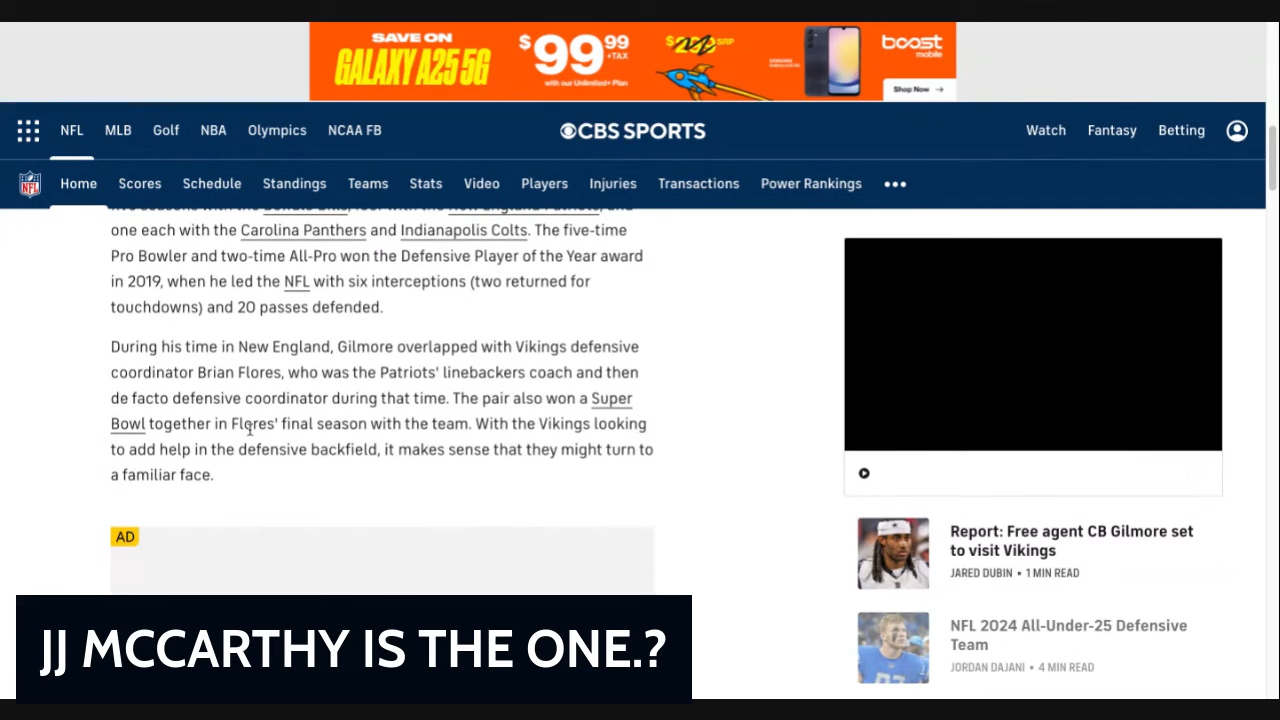 SAVE ON
GALAXY A25 5G
$99.99
+TAX
with our Unlimited+ Plan
SRP
boost
mobile
Shop Now →
NFL MLB Golf NBA Olympics NCAA FB
CBS SPORTS
Watch Fantasy Betting
NFL
Home Scores Schedule Standings Teams Stats Video Players Injuries Transactions Power Rankings •••
one each with the Carolina Panthers and Indianapolis Colts. The five-time
Pro Bowler and two-time All-Pro won the Defensive Player of the Year award
in 2019, when he led the NFL with six interceptions (two returned for
touchdowns) and 20 passes defended.
During his time in New England, Gilmore overlapped with Vikings defensive
coordinator Brian Flores, who was the Patriots' linebackers coach and then
de facto defensive coordinator during that time. The pair also won a Super
Bowl together in Flores' final season with the team. With the Vikings looking
to add help in the defensive backfield, it makes sense that they might turn to
a familiar face.
AD
Report: Free agent CB Gilmore set
to visit Vikings
JARED DUBIN • 1 MIN READ
NFL 2024 All-Under-25 Defensive
Team
JORDAN DAJANI • 4 MIN READ
JJ MCCARTHY IS THE ONE.?